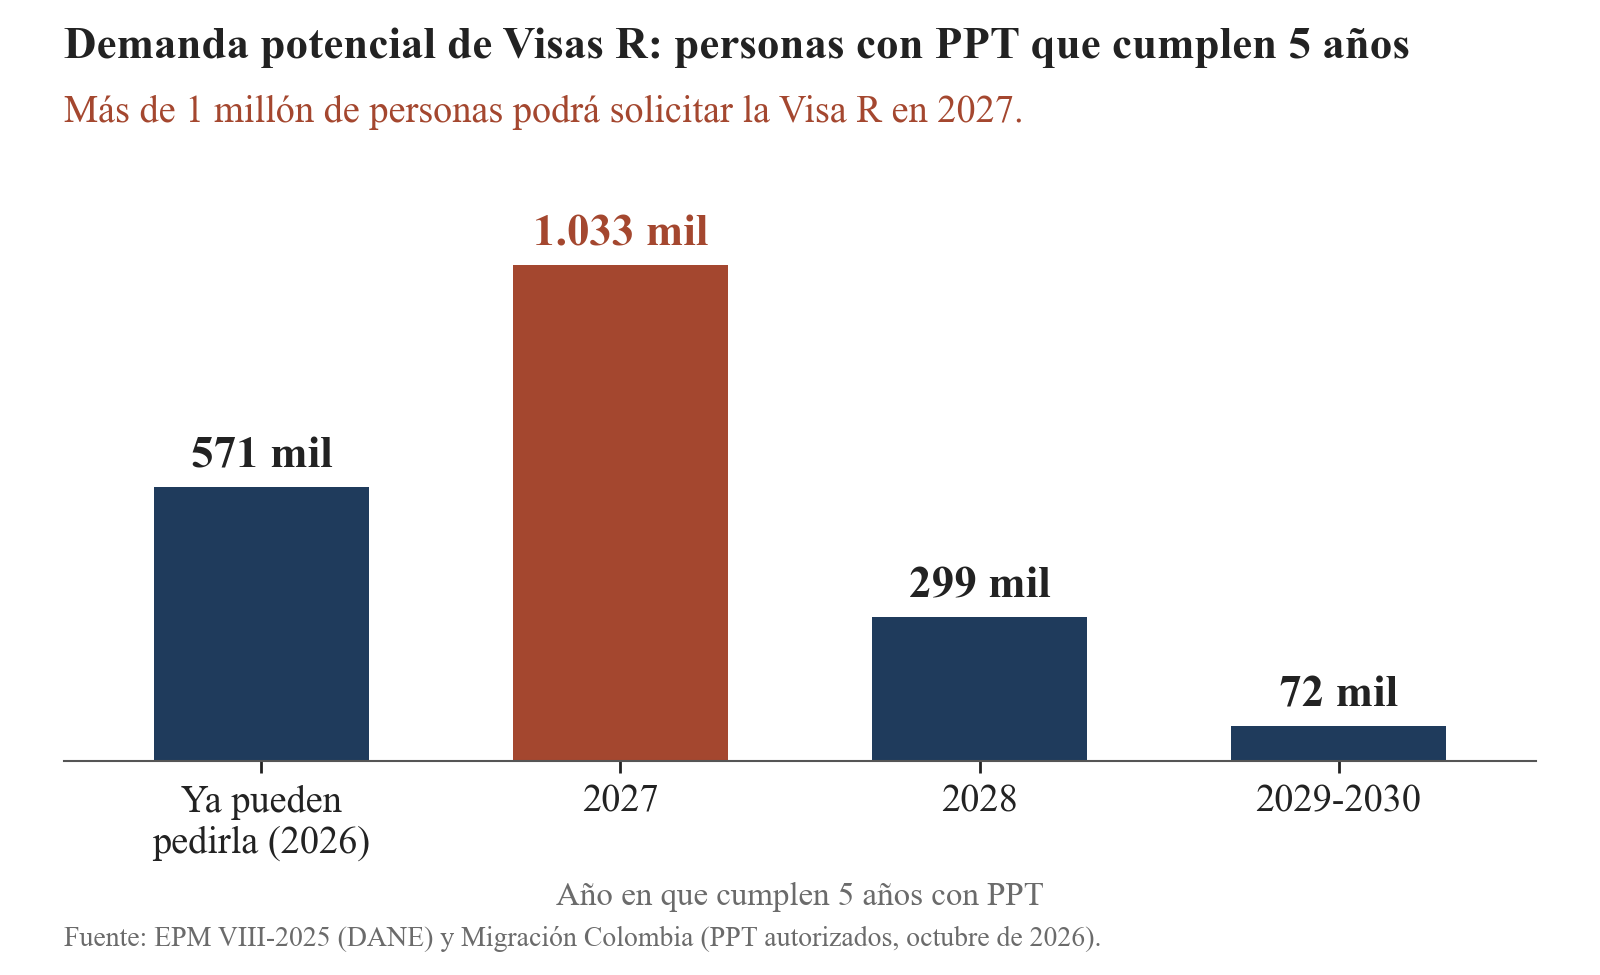 Demanda potencial de Visas R: personas con PPT que cumplen 5 años
Más de 1 millón de personas podrá solicitar la Visa R en 2027.
1.033 mil
571 mil
299 mil
72 mil
Ya pueden
pedirla (2026)
2027
2028
2029-2030
Año en que cumplen 5 años con PPT
Fuente: EPM VIII-2025 (DANE) y Migración Colombia (PPT autorizados, octubre de 2026).